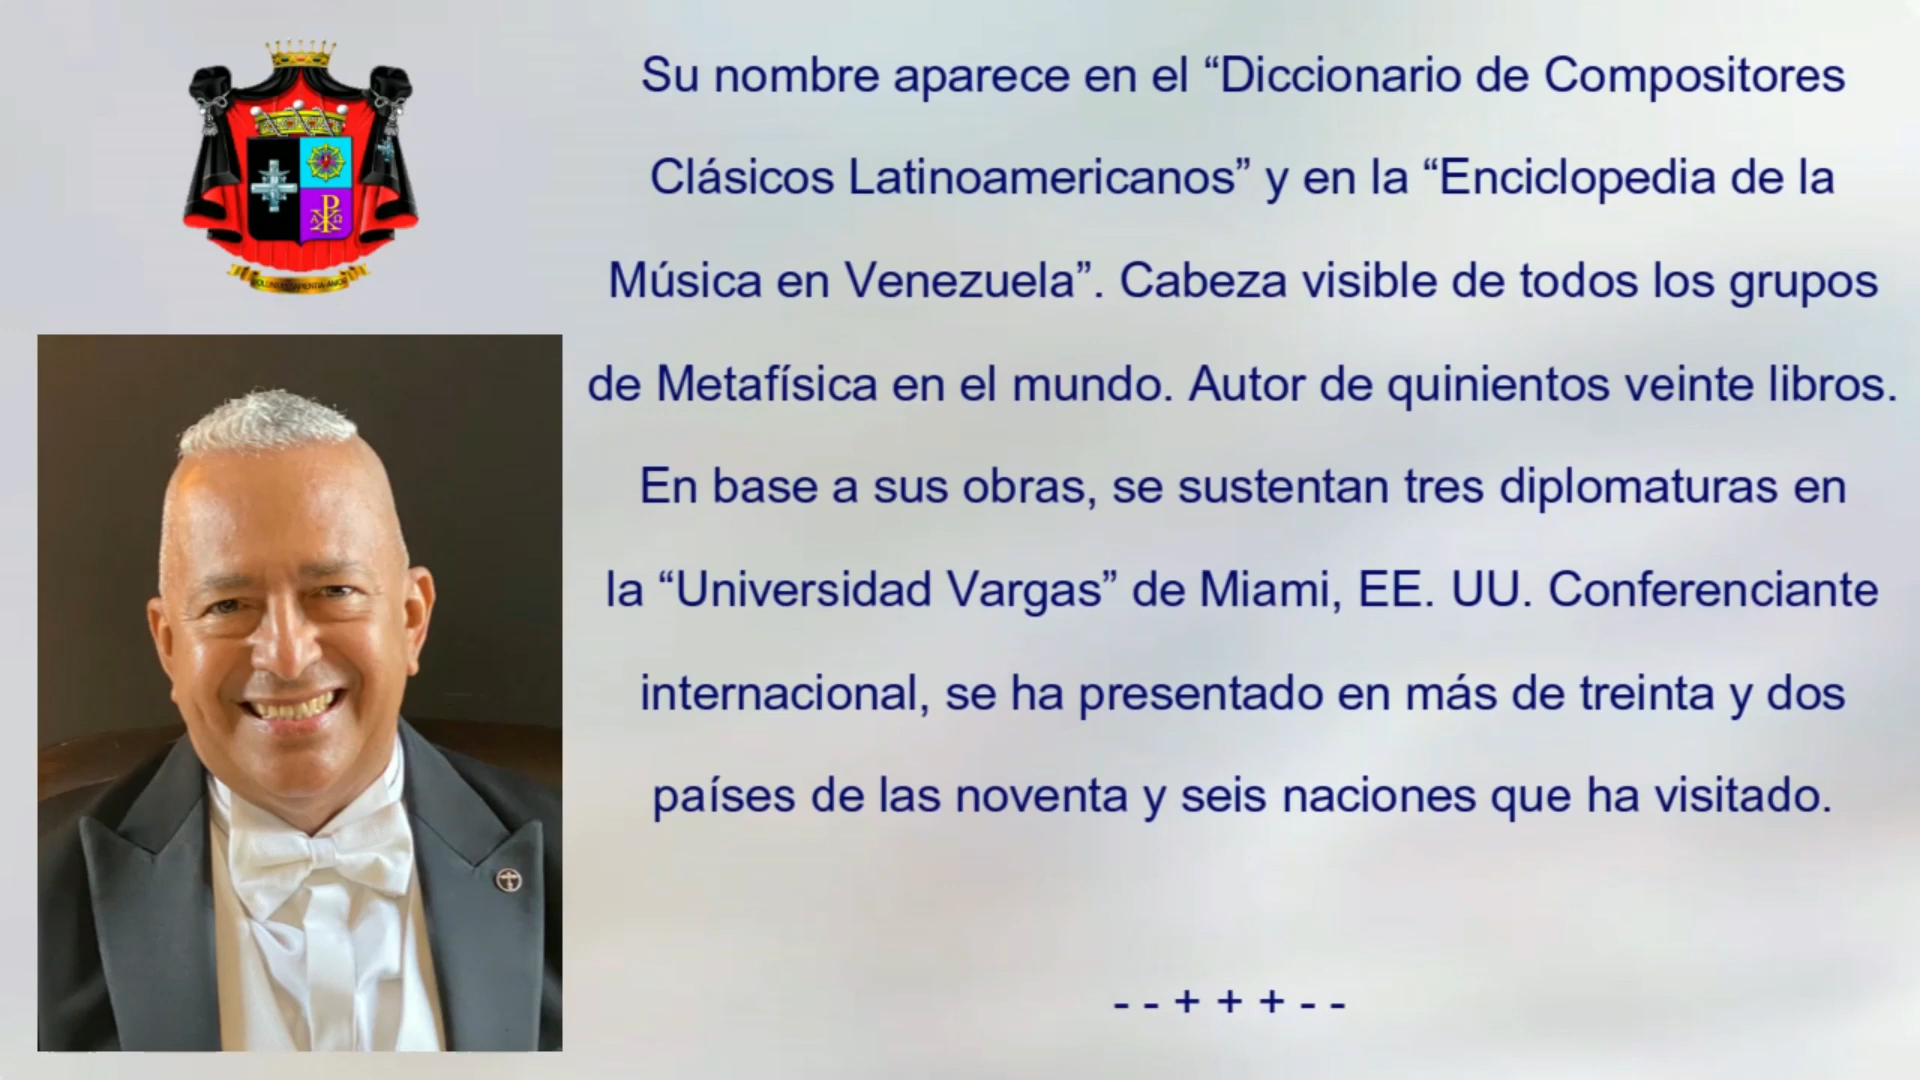 Su nombre aparece en el “Diccionario de Compositores
Clásicos Latinoamericanos” y en la “Enciclopedia de la
Música en Venezuela”. Cabeza visible de todos los grupos
de Metafísica en el mundo. Autor de quinientos veinte libros.
En base a sus obras, se sustentan tres diplomaturas en
la “Universidad Vargas” de Miami, EE. UU. Conferenciante
internacional, se ha presentado en más de treinta y dos
países de las noventa y seis naciones que ha visitado.
- - + + + - -